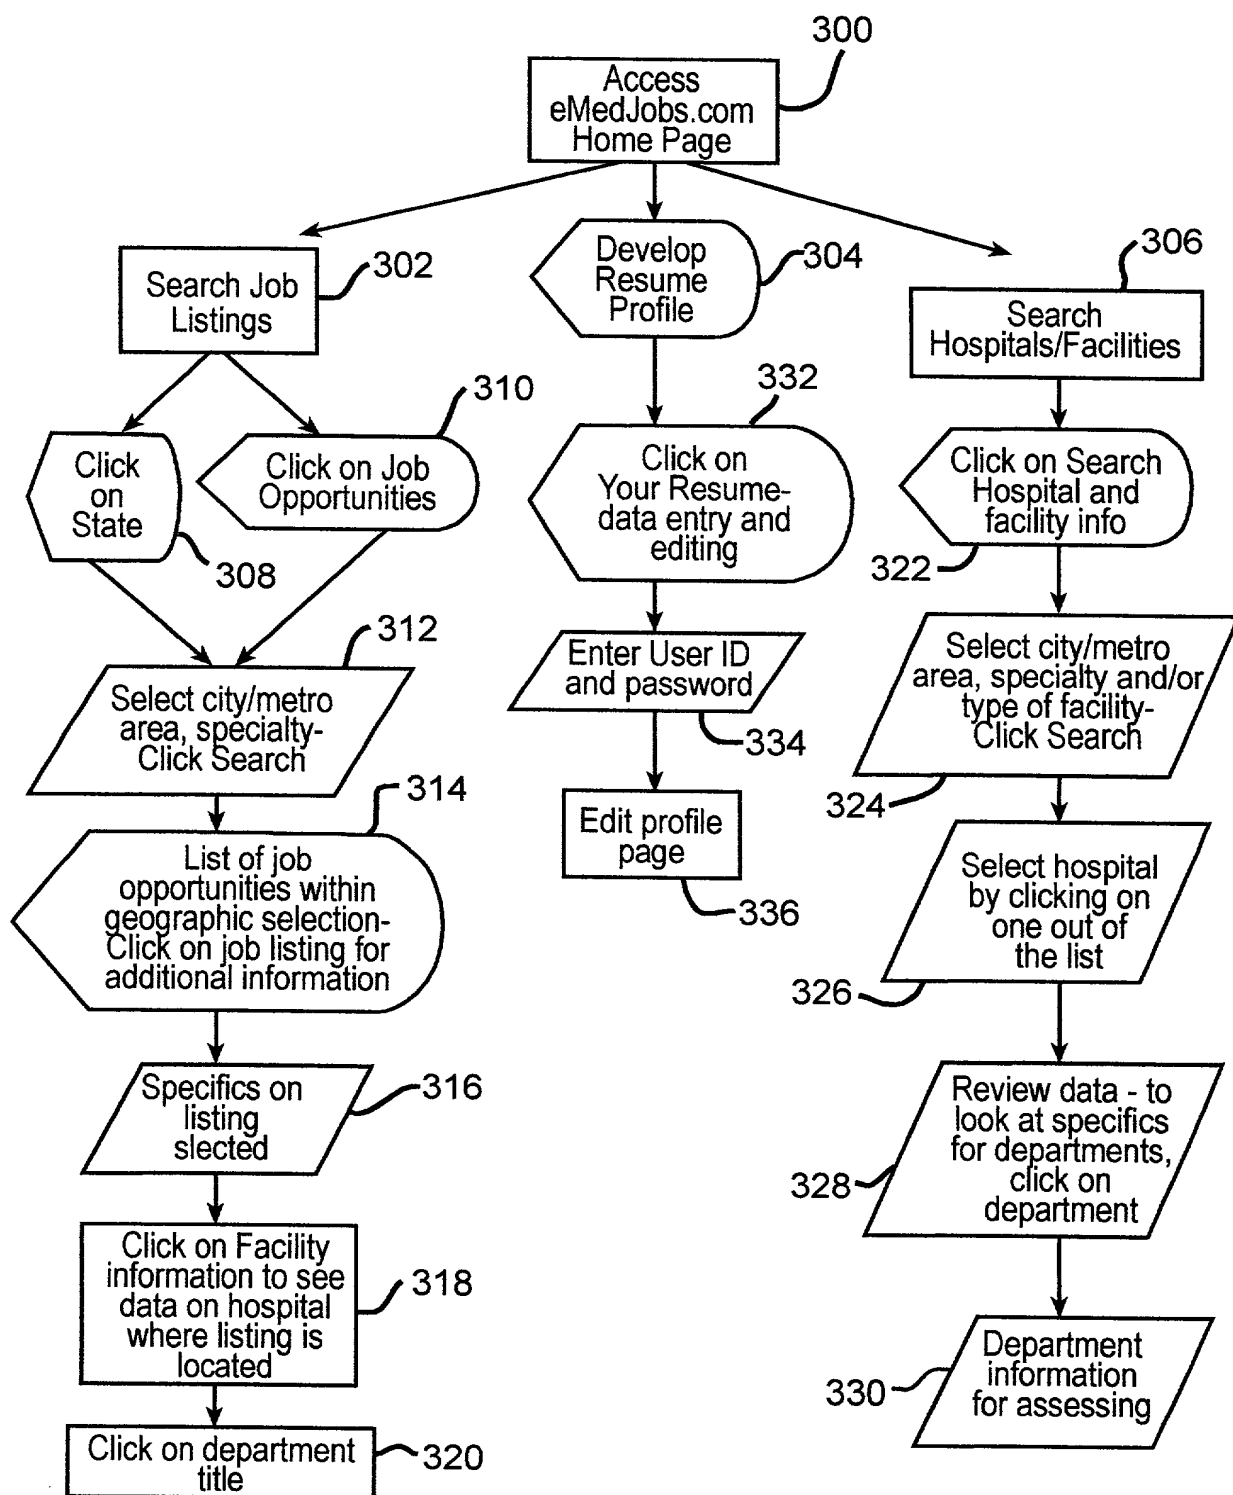 300
Access
eMedJobs.com
Home Page
302
Search Job
Listings
304
Develop
Resume
Profile
306
Search
Hospitals/Facilities
308
Click
on
State
310
Click on Job
Opportunities
312
Select city/metro
area, specialty-
Click Search
314
List of job
opportunities within
geographic selection-
Click on job listing for
additional information
316
Specifics on
listing
slected
318
Click on Facility
information to see
data on hospital
where listing is
located
320
Click on department
title
332
Click on
Your Resume-
data entry and
editing
334
Enter User ID
and password
336
Edit profile
page
322
Click on Search
Hospital and
facility info
324
Select city/metro
area, specialty and/or
type of facility-
Click Search
326
Select hospital
by clicking on
one out of
the list
328
Review data - to
look at specifics
for departments,
click on
department
330
Department
information
for assessing